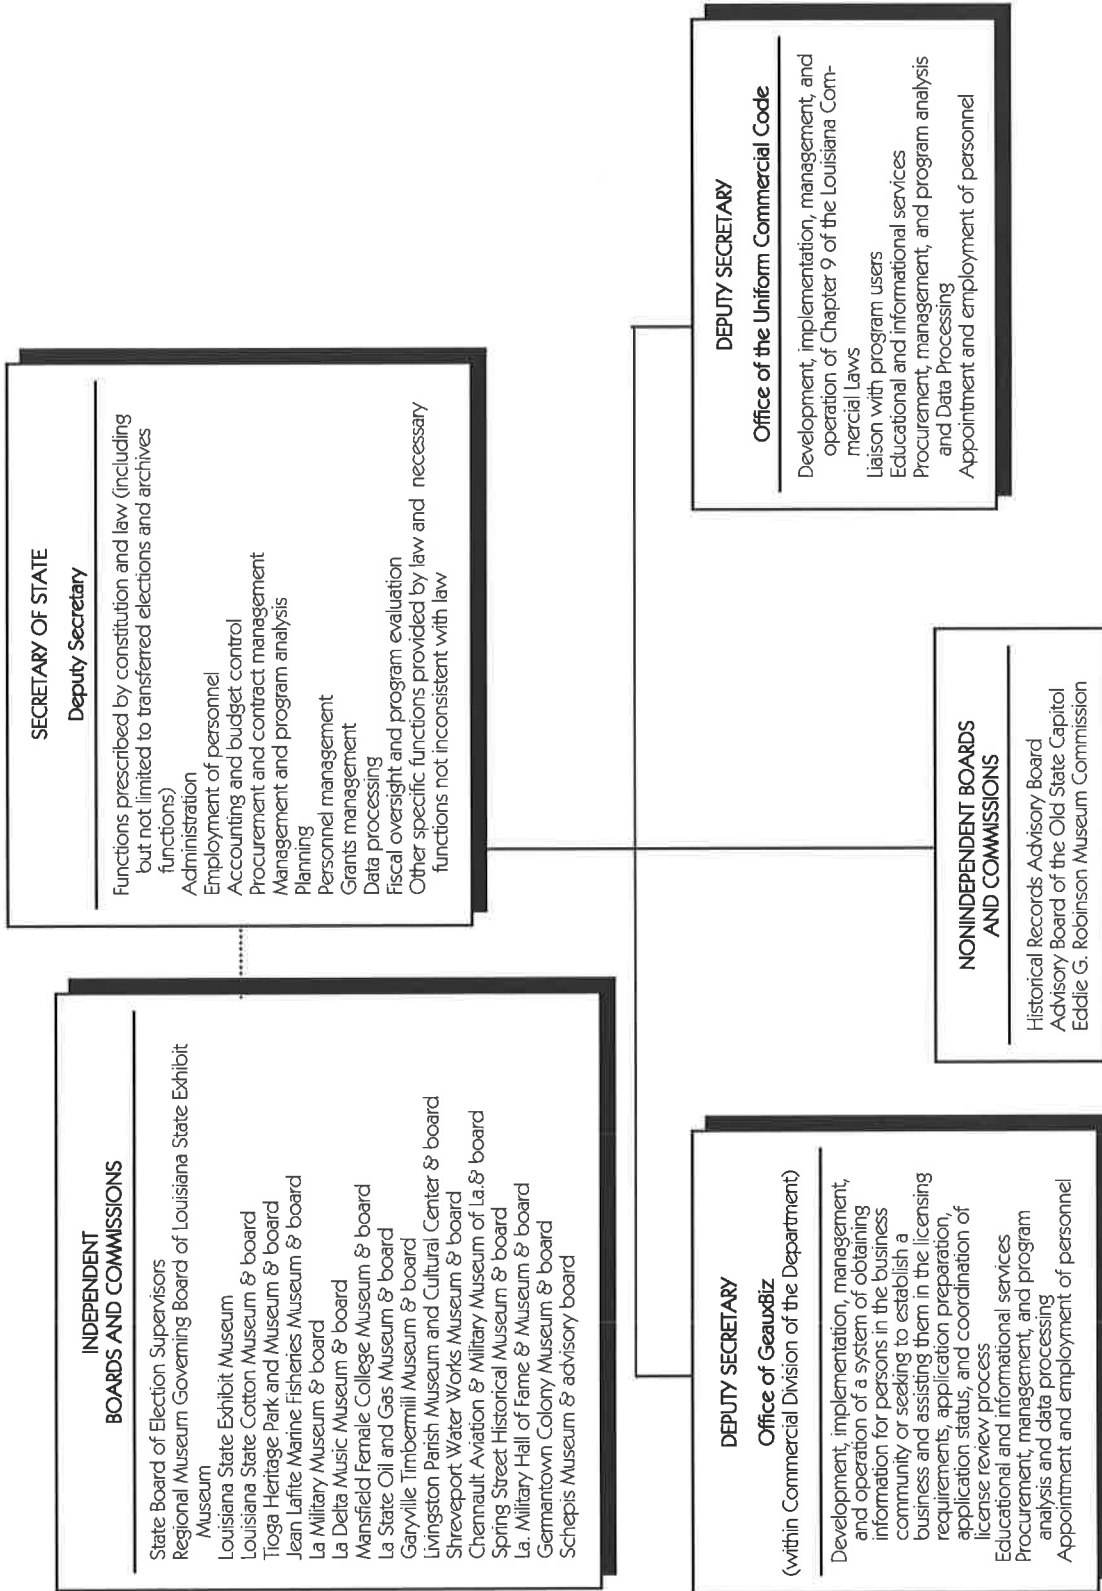 SECRETARY OF STATE
Deputy Secretary
Functions prescribed by constitution and law (including
but not limited to transferred elections and archives
functions)
Administration
Employment of personnel
Accounting and budget control
Procurement and contract management
Management and program analysis
Planning
Personnel management
Grants management
Data processing
Fiscal oversight and program evaluation
Other specific functions provided by law and necessary
functions not inconsistent with law
INDEPENDENT
BOARDS AND COMMISSIONS
State Board of Election Supervisors
Regional Museum Governing Board of Louisiana State Exhibit
Museum
Louisiana State Exhibit Museum
Louisiana State Cotton Museum & board
Tioga Heritage Park and Museum & board
Jean Lafitte Marine Fisheries Museum & board
La Military Museum & board
La Delta Music Museum & board
Mansfield Female College Museum & board
La State Oil and Gas Museum & board
Garyville Timbermill Museum & board
Livingston Parish Museum and Cultural Center & board
Shreveport Water Works Museum & board
Chennault Aviation & Military Museum of La.& board
Spring Street Historical Museum & board
La. Military Hall of Fame & Museum & board
Germantown Colony Museum & board
Schepis Museum & advisory board
DEPUTY SECRETARY
Office of GeauxBiz
(within Commercial Division of the Department)
Development, implementation, management,
and operation of a system of obtaining
information for persons in the business
community or seeking to establish a
business and assisting them in the licensing
requirements, application preparation,
application status, and coordination of
license review process
Educational and informational services
Procurement, management, and program
analysis and data processing
Appointment and employment of personnel
NONINDEPENDENT BOARDS
AND COMMISSIONS
Historical Records Advisory Board
Advisory Board of the Old State Capitol
Eddie G. Robinson Museum Commission
DEPUTY SECRETARY
Office of the Uniform Commercial Code
Development, implementation, management, and
operation of Chapter 9 of the Louisiana Com-
mercial Laws
Liaison with program users
Educational and informational services
Procurement, management, and program analysis
and Data Processing
Appointment and employment of personnel